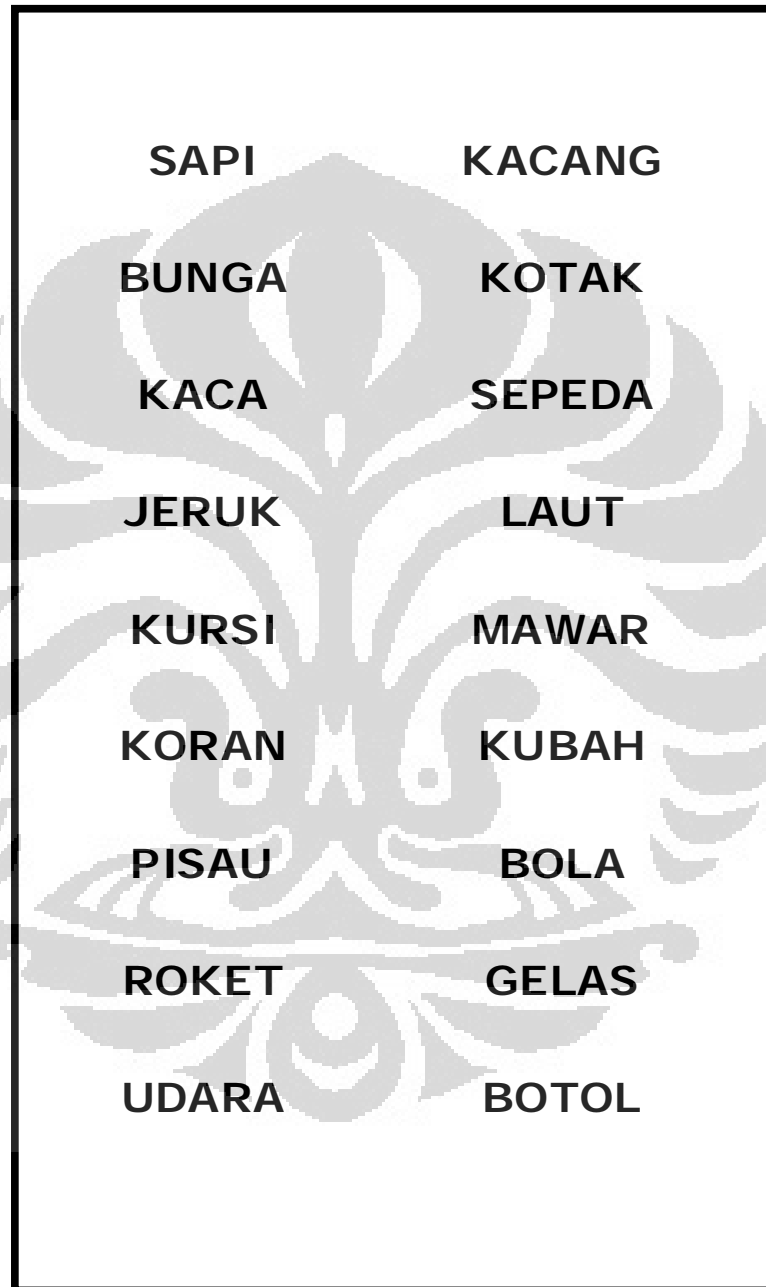 SAPI KACANG
BUNGA KOTAK
KACA SEPEDA
JERUK LAUT
KURSI MAWAR
KORAN KUBAH
PISAU BOLA
ROKET GELAS
UDARA BOTOL